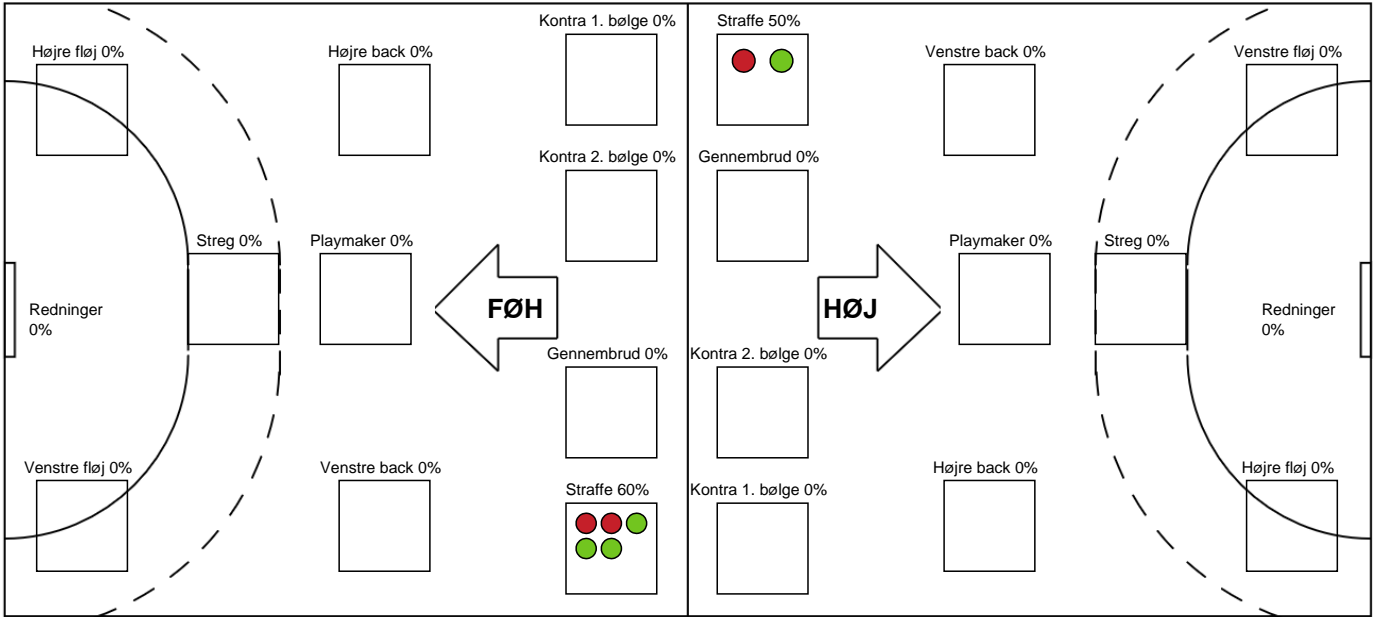 Kontra 1. bølge 0%
Straffe 50%
Højre fløj 0%
Højre back 0%
Venstre back 0%
Venstre fløj 0%
Kontra 2. bølge 0%
Gennembrud 0%
Streg 0%
Playmaker 0%
Playmaker 0%
Streg 0%
Redninger
0%
FØH
HØJ
Redninger
0%
Gennembrud 0%
Kontra 2. bølge 0%
Venstre fløj 0%
Venstre back 0%
Højre back 0%
Højre fløj 0%
Straffe 60%
Kontra 1. bølge 0%